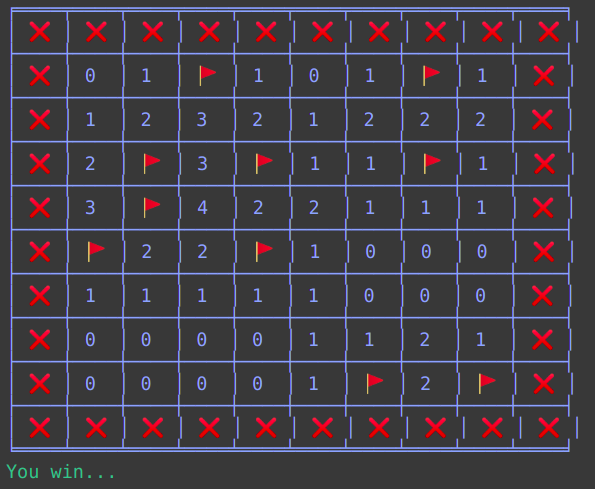 ❌ ❌ ❌ ❌ ❌ ❌ ❌ ❌ ❌ ❌
❌ 0 1 🚩 1 0 1 🚩 1 ❌
❌ 1 2 3 2 1 2 2 2 ❌
❌ 2 🚩 3 🚩 1 1 🚩 1 ❌
❌ 3 🚩 4 2 2 1 1 1 ❌
❌ 🚩 2 2 🚩 1 0 0 0 ❌
❌ 1 1 1 1 1 0 0 0 ❌
❌ 0 0 0 0 1 1 2 1 ❌
❌ 0 0 0 0 1 🚩 2 🚩 ❌
❌ ❌ ❌ ❌ ❌ ❌ ❌ ❌ ❌ ❌
You win...